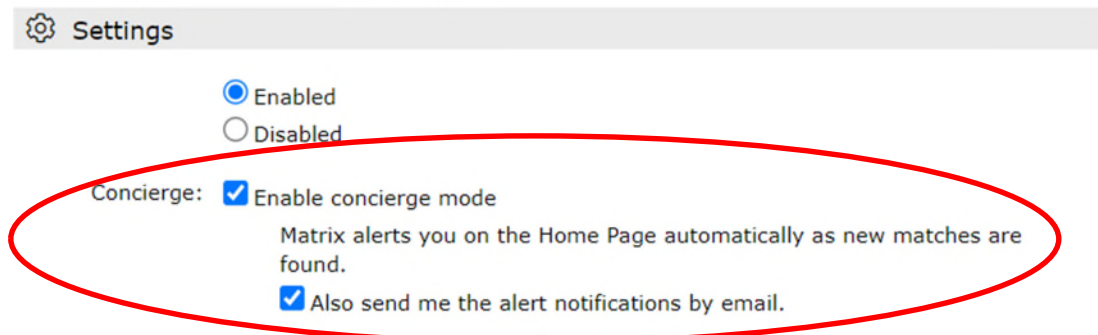 Settings
Enabled
Disabled
Concierge: Enable concierge mode
Matrix alerts you on the Home Page automatically as new matches are
found.
Also send me the alert notifications by email.